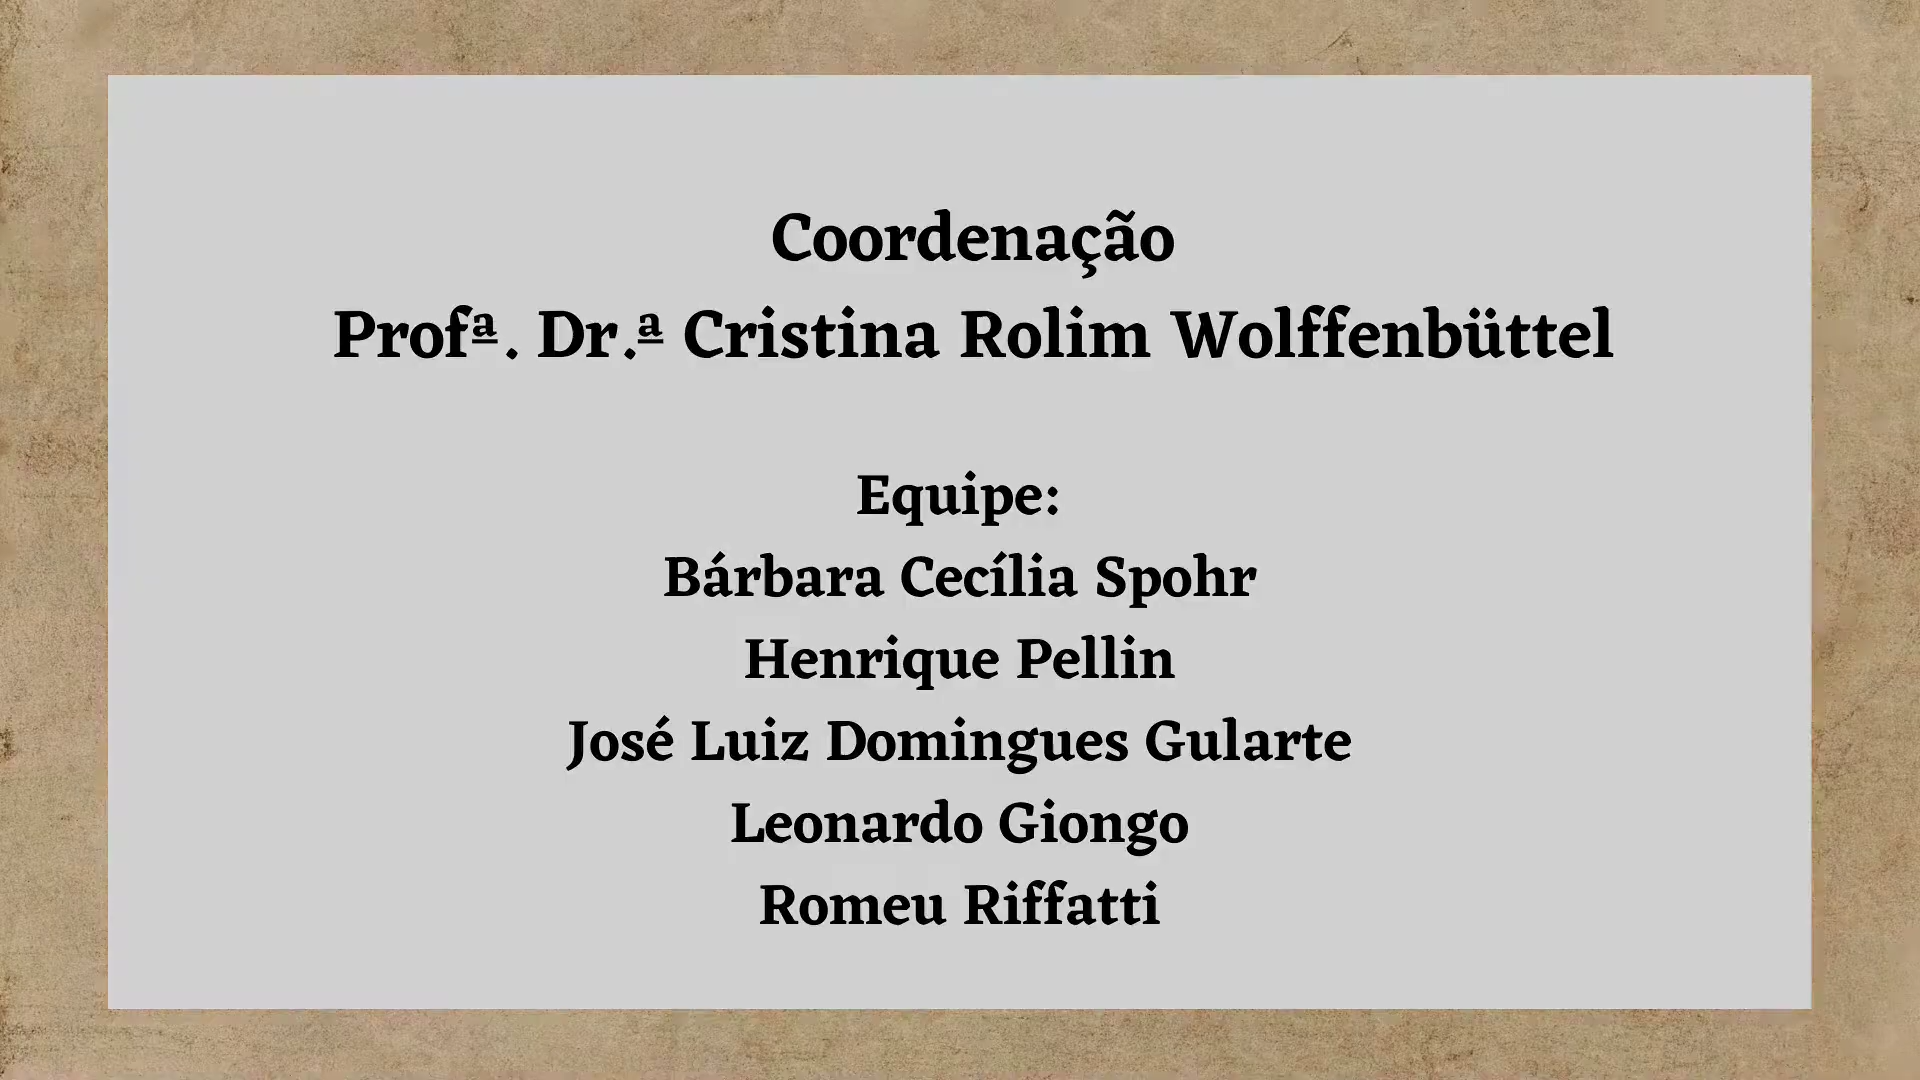 Coordenação
Profª. Dr.ª Cristina Rolim Wolffenbüttel
Equipe:
Bárbara Cecília Spohr
Henrique Pellin
José Luiz Domingues Gularte
Leonardo Giongo
Romeu Riffatti